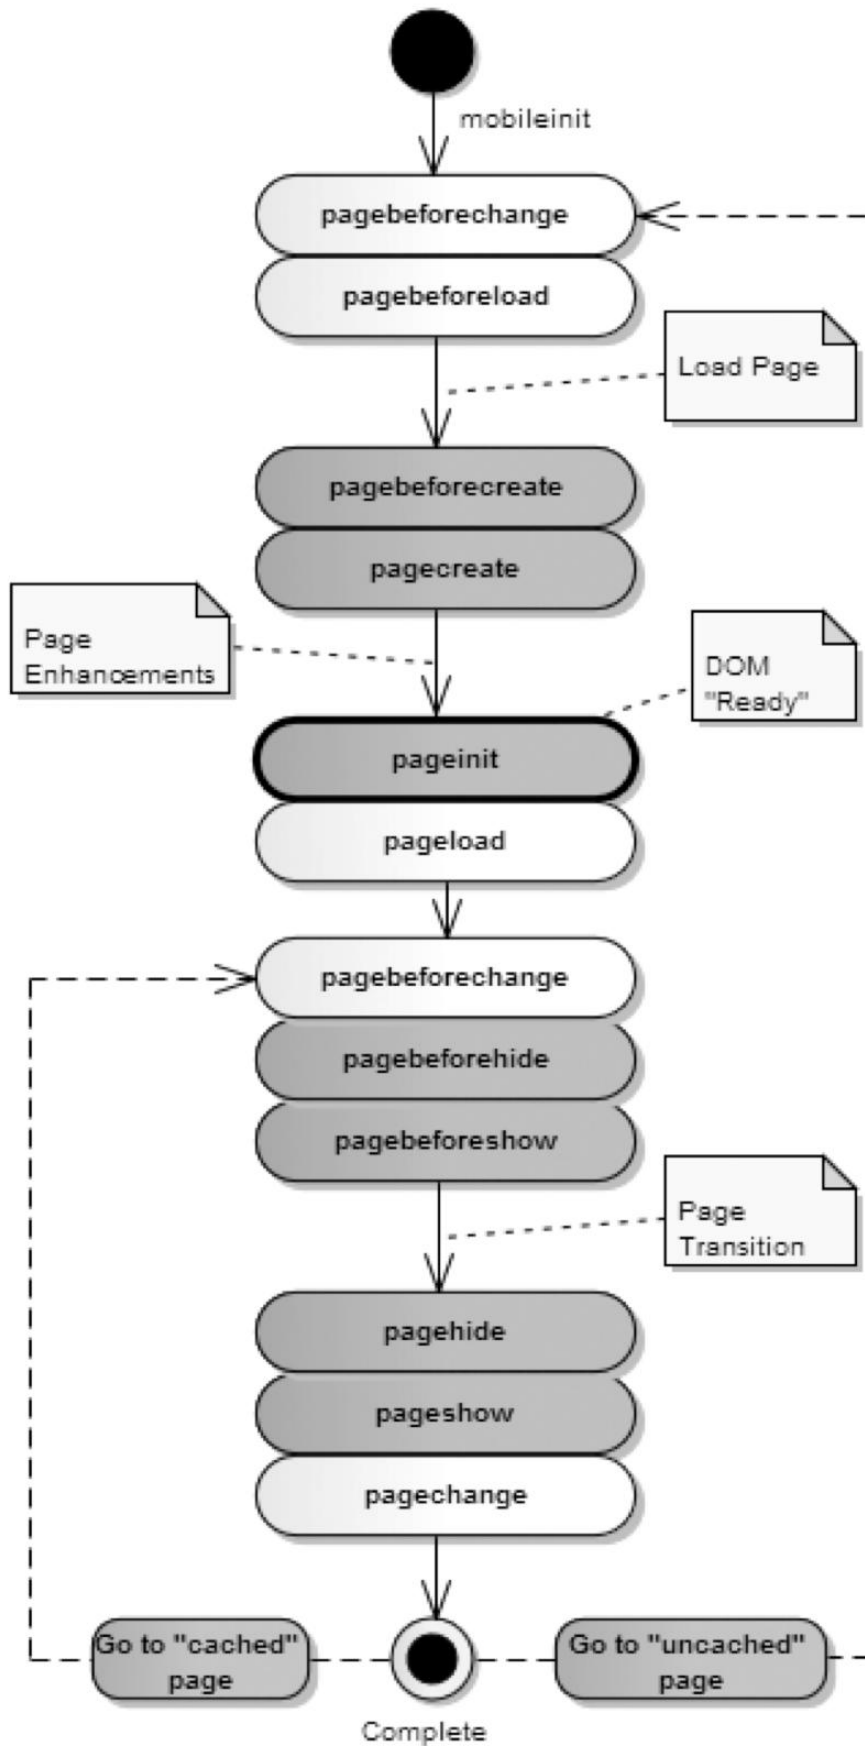 mobileinit
pagebeforechange
pagebeforeload
Load Page
pagebeforecreate
pagecreate
Page
Enhancements
DOM
"Ready"
pageinit
pageload
pagebeforechange
pagebeforehide
pagebeforeshow
Page
Transition
pagehide
pageshow
pagechange
Go to "cached"
page
Go to "uncached"
page
Complete